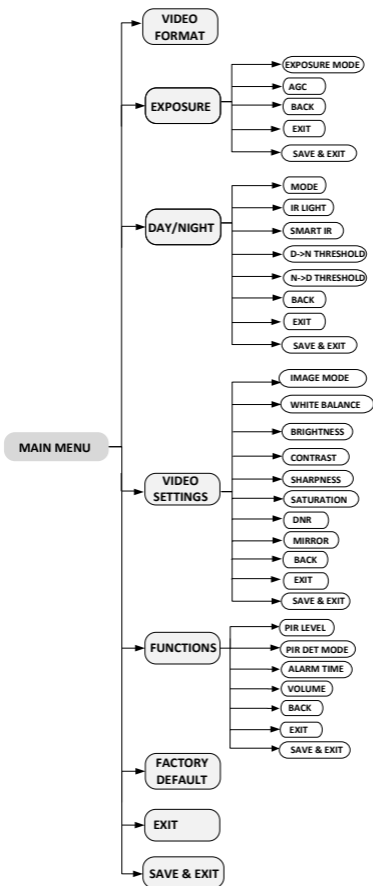 MAIN MENU
VIDEO
FORMAT
EXPOSURE
EXPOSURE MODE
AGC
BACK
EXIT
SAVE & EXIT
DAY/NIGHT
MODE
IR LIGHT
SMART IR
D->N THRESHOLD
N->D THRESHOLD
BACK
EXIT
SAVE & EXIT
VIDEO
SETTINGS
IMAGE MODE
WHITE BALANCE
BRIGHTNESS
CONTRAST
SHARPNESS
SATURATION
DNR
MIRROR
BACK
EXIT
SAVE & EXIT
FUNCTIONS
PIR LEVEL
PIR DET MODE
ALARM TIME
VOLUME
BACK
EXIT
SAVE & EXIT
FACTORY
DEFAULT
EXIT
SAVE & EXIT